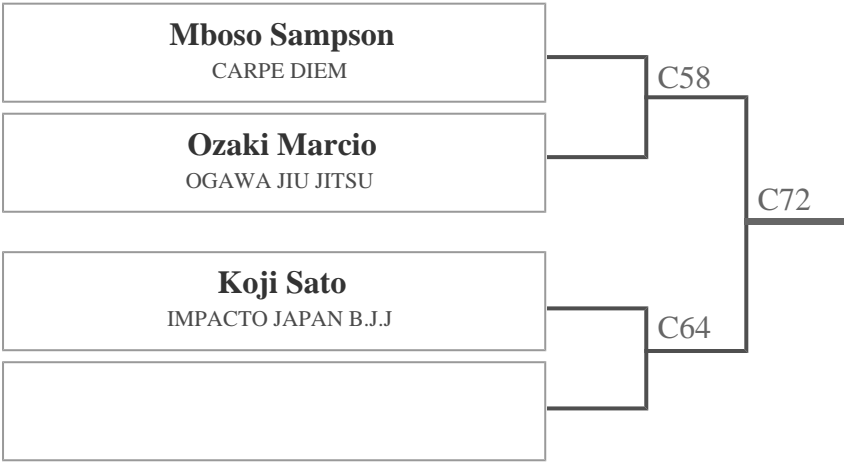 Mboso Sampson
CARPE DIEM
C58
Ozaki Marcio
OGAWA JIU JITSU
C72
Koji Sato
IMPACTO JAPAN B.J.J
C64